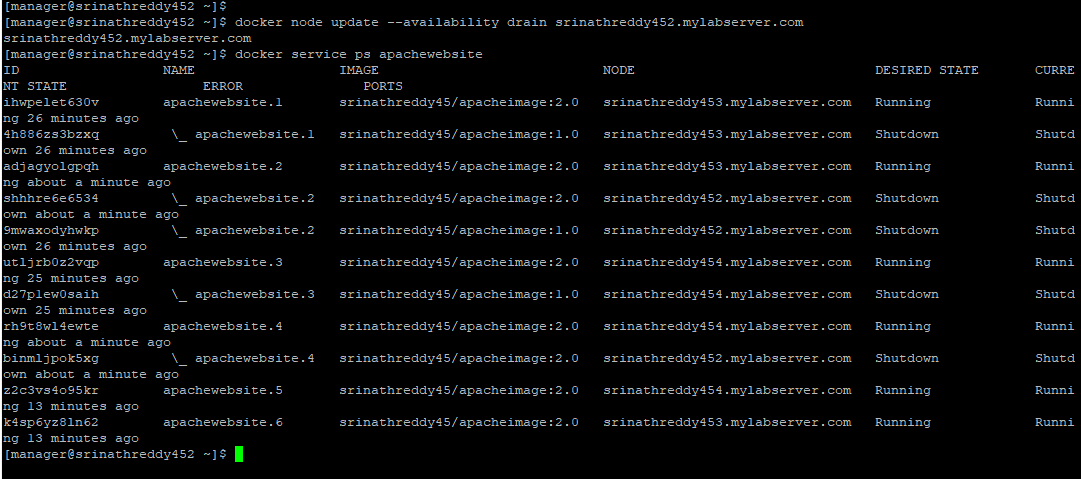 [manager@srinathreddy452 ~]$
[manager@srinathreddy452 ~]$ docker node update --availability drain srinathreddy452.mylabserver.com
srinathreddy452.mylabserver.com
[manager@srinathreddy452 ~]$ docker service ps apachewebsite
ID                  NAME                  IMAGE                            NODE                              DESIRED STATE       CURRE
NT STATE                 ERROR               PORTS
ihwpelet630v        apachewebsite.1       srinathreddy45/apacheimage:2.0   srinathreddy453.mylabserver.com   Running             Runni
ng 26 minutes ago
4h886zs3bzxq         \_ apachewebsite.1   srinathreddy45/apacheimage:1.0   srinathreddy453.mylabserver.com   Shutdown            Shutd
own 26 minutes ago
adjagyolgpqh        apachewebsite.2       srinathreddy45/apacheimage:2.0   srinathreddy453.mylabserver.com   Running             Runni
ng about a minute ago
shhhre6e6534         \_ apachewebsite.2   srinathreddy45/apacheimage:2.0   srinathreddy452.mylabserver.com   Shutdown            Shutd
own about a minute ago
9mwaxodyhwkp         \_ apachewebsite.2   srinathreddy45/apacheimage:1.0   srinathreddy452.mylabserver.com   Shutdown            Shutd
own 26 minutes ago
utljrb0z2vqp        apachewebsite.3       srinathreddy45/apacheimage:2.0   srinathreddy454.mylabserver.com   Running             Runni
ng 25 minutes ago
d27plew0saih         \_ apachewebsite.3   srinathreddy45/apacheimage:1.0   srinathreddy454.mylabserver.com   Shutdown            Shutd
own 25 minutes ago
rh9t8wl4ewte        apachewebsite.4       srinathreddy45/apacheimage:2.0   srinathreddy454.mylabserver.com   Running             Runni
ng about a minute ago
binmljpok5xg         \_ apachewebsite.4   srinathreddy45/apacheimage:2.0   srinathreddy452.mylabserver.com   Shutdown            Shutd
own about a minute ago
z2c3vs4o95kr        apachewebsite.5       srinathreddy45/apacheimage:2.0   srinathreddy454.mylabserver.com   Running             Runni
ng 13 minutes ago
k4sp6yz8ln62        apachewebsite.6       srinathreddy45/apacheimage:2.0   srinathreddy453.mylabserver.com   Running             Runni
ng 13 minutes ago
[manager@srinathreddy452 ~]$